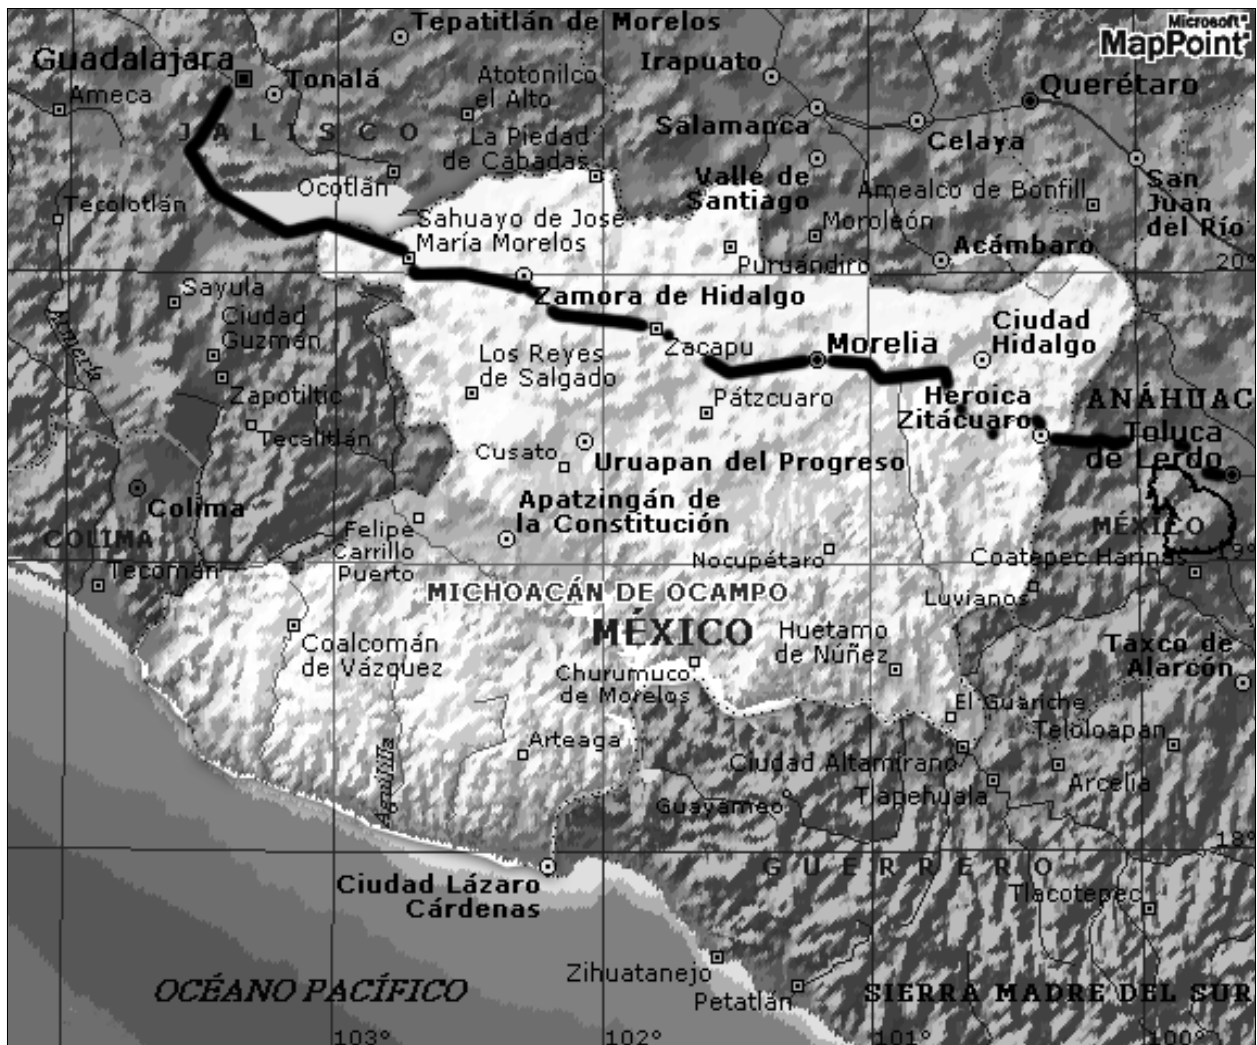 Microsoft®
MapPoint®
Tepatitlán de Morelos
Guadalajara
Tonalá
Irapuato
Ameca
Atotonilco
el Alto
Querétaro
JALISCO
La Piedad
de Cabadas
Salamanca
Celaya
Ocotlán
Valle de
Santiago
Amealco de Bonfill
San
Juan
del Río
Tecolotlán
Sahuayo de José
María Morelos
Moroleón
Acámbaro
Puruándiro
20°
Sayula
Zamora de Hidalgo
Ciudad
Guzmán
Armería
Zacapu
Morelia
Ciudad
Hidalgo
Los Reyes
de Salgado
Zapotiltic
Pátzcuaro
Heroica
Zitácuaro
ANÁHUAC
Tecalitlán
Cusato
Uruapan del Progreso
Toluca
de Lerdo
Colima
Apatzingán de
la Constitución
MÉXICO
COLIMA
Felipe
Carrillo
Puerto
Nocupétaro
Coatepec Harinas
19°
Tecomán
MICHOACÁN DE OCAMPO
Luvianos
MÉXICO
Coalcomán
de Vázquez
Huetamo
de Núñez
Taxco de
Alarcón
Churumuco
de Morelos
El Guariche
Teloloapan
Arteaga
Aguililla
Ciudad Altamirano
Arcelia
Guayameo
Tlapehuala
18°
GUERRERO
Ciudad Lázaro
Cárdenas
Tlacotepec
Zihuatanejo
OCÉANO PACÍFICO
Petatlán
SIERRA MADRE DEL SUR
103°
102°
101°
100°